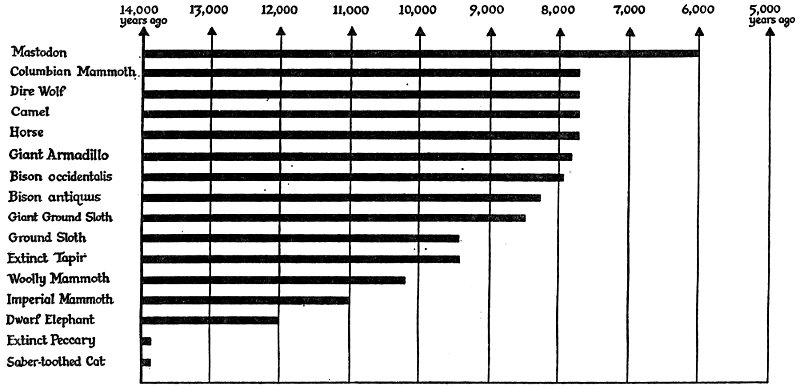 14,000 13,000 12,000 11,000 10,000 9,000 8,000 7,000 6,000 5,000
years ago years ago
Mastodon
Columbian Mammoth
Dire Wolf
Camel
Horse
Giant Armadillo
Bison occidentalis
Bison antiquus
Giant Ground Sloth
Ground Sloth
Extinct Tapir
Woolly Mammoth
Imperial Mammoth
Dwarf Elephant
Extinct Peccary
Saber-toothed Cat